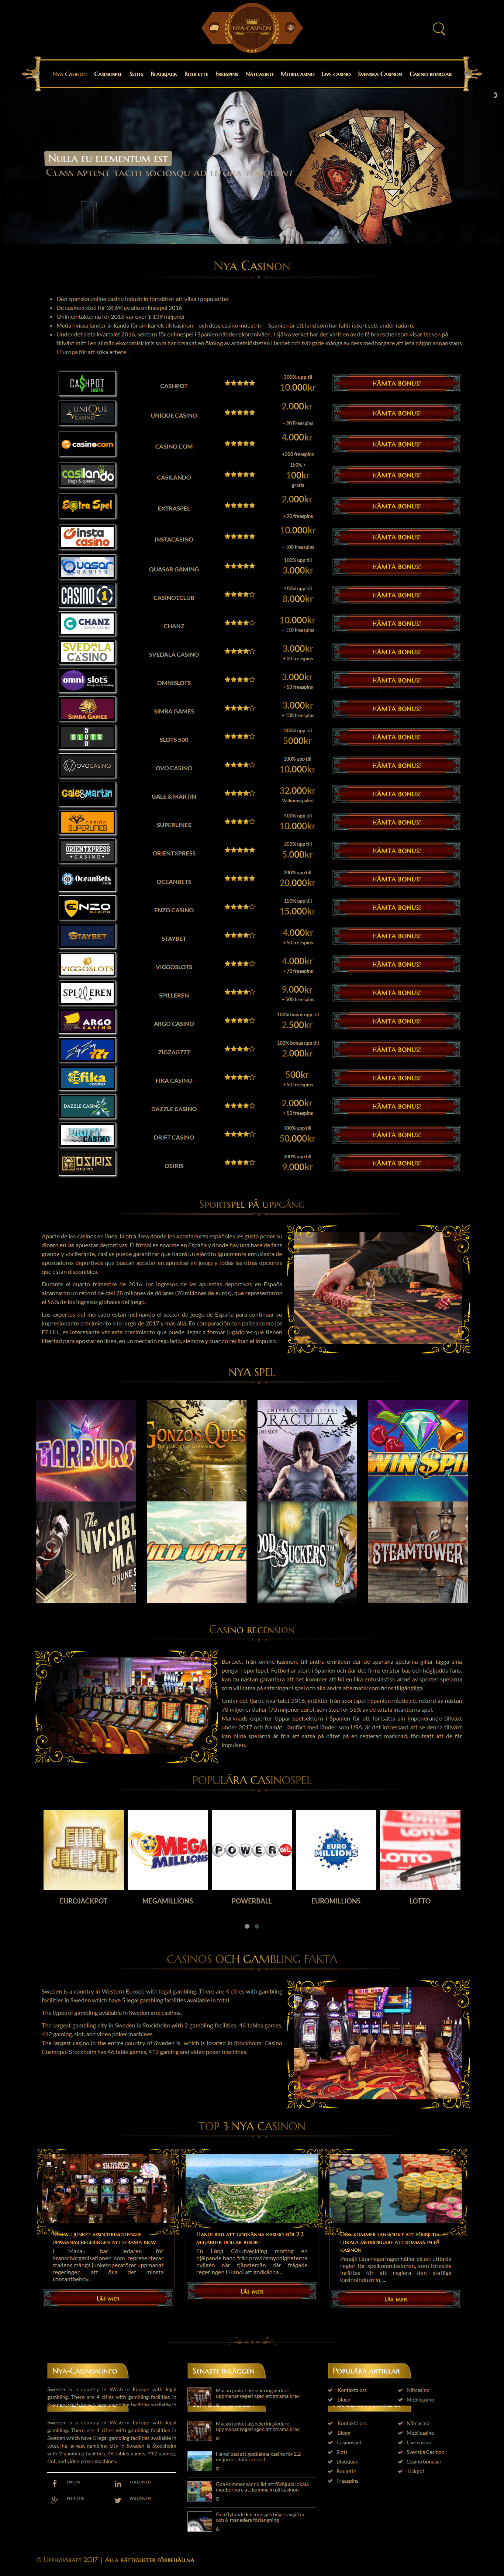 NYA-CASINON
Nya Casinon Casinospel Slots Blackjack Roulette Freespins Nätcasino Mobilcasino Live casino Svenska Casinon Casino bonusar
Nulla eu elementum est
Class aptent taciti sociosqu ad litora torquent
Nya Casinon
Den spanska online casino Industrin fortsätter att växa i popularitet
De casinos stod för 28,6% av alla onlinespel 2016
Onlineintäkterna för 2016 var över $ 139 miljoner
Medan vissa länder är kända för sin kärlek till kasinon - och dess casino industrin - Spanien är ett land som har fallit i stort sett under radarn.
Under det sista kvartalet 2016, sektorn för onlinespel i Spanien nådde rekordnivåer . I själva verket har det varit en av de få branscher som visar tecken på
tillväxt mitt i en allmän ekonomisk kris som har orsakat en ökning av arbetslösheten i landet och tvingade många av dess medborgare att leta någon annanstans
i Europa för att söka arbete .
CASHPOT CASINO
CASHPOT
300% upp til
10.000kr
HÄMTA BONUS!
UNIQUE CASINO
UNIQUE CASINO
2.000kr
+ 20 Freespins
HÄMTA BONUS!
casinocom
CASINO.COM
4.000kr
+200 freespins
HÄMTA BONUS!
casilando
CASILANDO
150% +
100kr
gratis
HÄMTA BONUS!
Extra Spel
EXTRASPEL
2.000kr
+ 20 freespins
HÄMTA BONUS!
insta casino
INSTACASINO
10.000kr
+ 100 freespins
HÄMTA BONUS!
Quasar GAMING
QUASAR GAMING
100% upp till
3.000kr
HÄMTA BONUS!
CASINO 1
CASINO1CLUB
400% upp till
8.000kr
HÄMTA BONUS!
CHANZ
CHANZ
10.000kr
+ 110 freespins
HÄMTA BONUS!
SVEDALA CASINO
SVEDALA CASINO
3.000kr
+ 30 freespins
HÄMTA BONUS!
omni slots
OMNISLOTS
3.000kr
+ 50 freespins
HÄMTA BONUS!
SIMBA GAMES
SIMBA GAMES
3.000kr
+ 130 freespins
HÄMTA BONUS!
SLOTS 500
SLOTS 500
300% upp till
5000kr
HÄMTA BONUS!
OVOCASINO
OVO CASINO
100% upp till
10.000kr
HÄMTA BONUS!
Gale&Martin
GALE & MARTIN
32.000kr
Välkomstpaket
HÄMTA BONUS!
CASINO SUPERLINES
SUPERLINES
400% upp till
10.000kr
HÄMTA BONUS!
ORIENTXPRESS CASINO
ORIENTXPRESS
250% upp till
5.000kr
HÄMTA BONUS!
OceanBets
OCEANBETS
200% upp till
20.000kr
HÄMTA BONUS!
ENZO CASINO
ENZO CASINO
150% upp till
15.000kr
HÄMTA BONUS!
STAYBET
STAYBET
4.000kr
+ 50 freespins
HÄMTA BONUS!
VIGGOSLOTS
VIGGOSLOTS
4.000kr
+ 70 freespins
HÄMTA BONUS!
SPILLEREN
SPILLEREN
9.000kr
+ 500 freespins
HÄMTA BONUS!
ARGO CASINO
ARGO CASINO
100% bonus upp till
2.500kr
HÄMTA BONUS!
ZigZag 777
ZIGZAG777
100% bonus upp till
2.000kr
HÄMTA BONUS!
fika casino
FIKA CASINO
500kr
+ 50 freespins
HÄMTA BONUS!
DAZZLE CASINO
DAZZLE CASINO
2.000kr
+ 50 freespins
HÄMTA BONUS!
DRIFT CASINO
DRIFT CASINO
100% upp till
50.000kr
HÄMTA BONUS!
OSIRIS CASINO
OSIRIS
300% upp till
9.000kr
HÄMTA BONUS!
Sportspel på uppgång
Aparte de los casinos en línea, la otra área donde los apostadores españoles les gusta poner su
dinero en las apuestas deportivas. El fútbol es enorme en España y donde hay una base de fans
grande y vociferante, casi se puede garantizar que habrá un ejército igualmente entusiasta de
apostadores deportivos que buscan apostar en apuestas en juego y todas las otras opciones
que están disponibles.
Durante el cuarto trimestre de 2016, los ingresos de las apuestas deportivas en España
alcanzaron un récord de casi 78 millones de dólares (70 millones de euros), que representaron
el 55% de los ingresos globales del juego.
Los expertos del mercado están inclinando el sector de juego de España para continuar su
impresionante crecimiento a lo largo de 2017 y más allá. En comparación con países como los
EE.UU., es interesante ver este crecimiento que puede llegar a formar jugadores que tienen
libertad para apostar en línea, en un mercado regulado, siempre y cuando reciban el impulso.
NYA SPEL
TARBURS
GONZO'S QUES
UNIVERSAL MONSTERS
DRACULA
WIN SPI
The INVISIBLE MA
WILD WATE
OOD SUCKERS
STEAMTOWER
Casino recension
Bortsett från online-kasinon, till andra områden där de spanska spelarna gillar lägga sina
pengar i sportspel. Fotboll är stort i Spanien och där det finns en stor bas och högljudda fans,
kan du nästan garantera att det kommer att bli en lika entusiastisk armé av sporter spelarna
som vill satsa på satsningar i spel och alla andra alternativ som finns tillgängliga.
Under det fjärde kvartalet 2016, intäkter från sportspel i Spanien nådde ett rekord av nästan
78 miljoner dollar (70 miljoner euro), som stod för 55% av de totala intäkterna spel.
Marknads experter tippar spelsektorn i Spanien för att fortsätta sin imponerande tillväxt
under 2017 och framåt. Jämfört med länder som USA, är det intressant att se denna tillväxt
kan bilda spelarna är fria att satsa på nätet på en reglerad marknad, förutsatt att de får
impulsen.
POPULÄRA CASINOSPEL
EURO JACKPOT
MEGA MILLIONS
POWERBALL
EURO MILLIONS
LOTTO
EUROJACKPOT MEGAMILLIONS POWERBALL EUROMILLIONS LOTTO
CASINOS OCH GAMBLING FAKTA
Sweden is a country in Western Europe with legal gambling. There are 4 cities with gambling
facilities in Sweden which have 5 legal gambling facilities available in total.
The types of gambling available in Sweden are: casinos.
The largest gambling city in Sweden is Stockholm with 2 gambling facilities, 46 tables games,
412 gaming, slot, and video poker machines.
The largest casino in the entire country of Sweden is which is located in Stockholm. Casino
Cosmopol Stockholm has 46 table games, 412 gaming and video poker machines.
TOP 3 NYA CASINON
Macau junket associeringsledare
uppmanar regeringen att strama krav
I Macau har ledaren för
branschorganisationen som representerar
stadens många junketoperatörer uppmanat
regeringen att öka det minsta
kontantbehov...
Läs mer
Hanoi bad att godkänna kasino för 2,2
miljarder dollar resort
En Lång Cô-utveckling mottog en
hjälpande hand från provinsmyndigheterna
nyligen när tjänstemän där frågade
regeringen i Hanoi att godkänna ...
Läs mer
Goa kommer sannolikt att förbjuda
lokala medborgare att komma in på
kasinon
Panaji: Goa-regeringen håller på att utfärda
regler för spelkommissionen, som föreslås
inrättas för att reglera den statliga
kasinoindustrin, ...
Läs mer
Nya-Casinon.info
Sweden is a country in Western Europe with legal
gambling. There are 4 cities with gambling facilities in
Sweden which have 5 legal gambling facilities available in
Sweden is a country in Western Europe with legal
gambling. There are 4 cities with gambling facilities in
Sweden which have 5 legal gambling facilities available in
total.The largest gambling city in Sweden is Stockholm
with 2 gambling facilities, 46 tables games, 412 gaming,
slot, and video poker machines.
LIKE US
FOLLOW US
PLUS 1 US
FOLLOW US
Senaste inläggen
Macau junket associeringsledare
uppmanar regeringen att strama krav
Macau junket associeringsledare
uppmanar regeringen att strama krav
Hanoi bad att godkänna kasino för 2,2
miljarder dollar resort
Goa kommer sannolikt att förbjuda lokala
medborgare att komma in på kasinon
Goa flytande kasinon ges högre avgifter
och 6-månaders förlängning
Populära artiklar
Kontakta oss Nätcasino
Blogg Mobilcasino
Kontakta oss Nätcasino
Blogg Mobilcasino
Casinospel Live casino
Slots Svenska Casinon
Blackjack Casino bonusar
Roulette Jackpot
Freespins
© Upphovsrätt 2017 | Alla rättigheter förbehållna